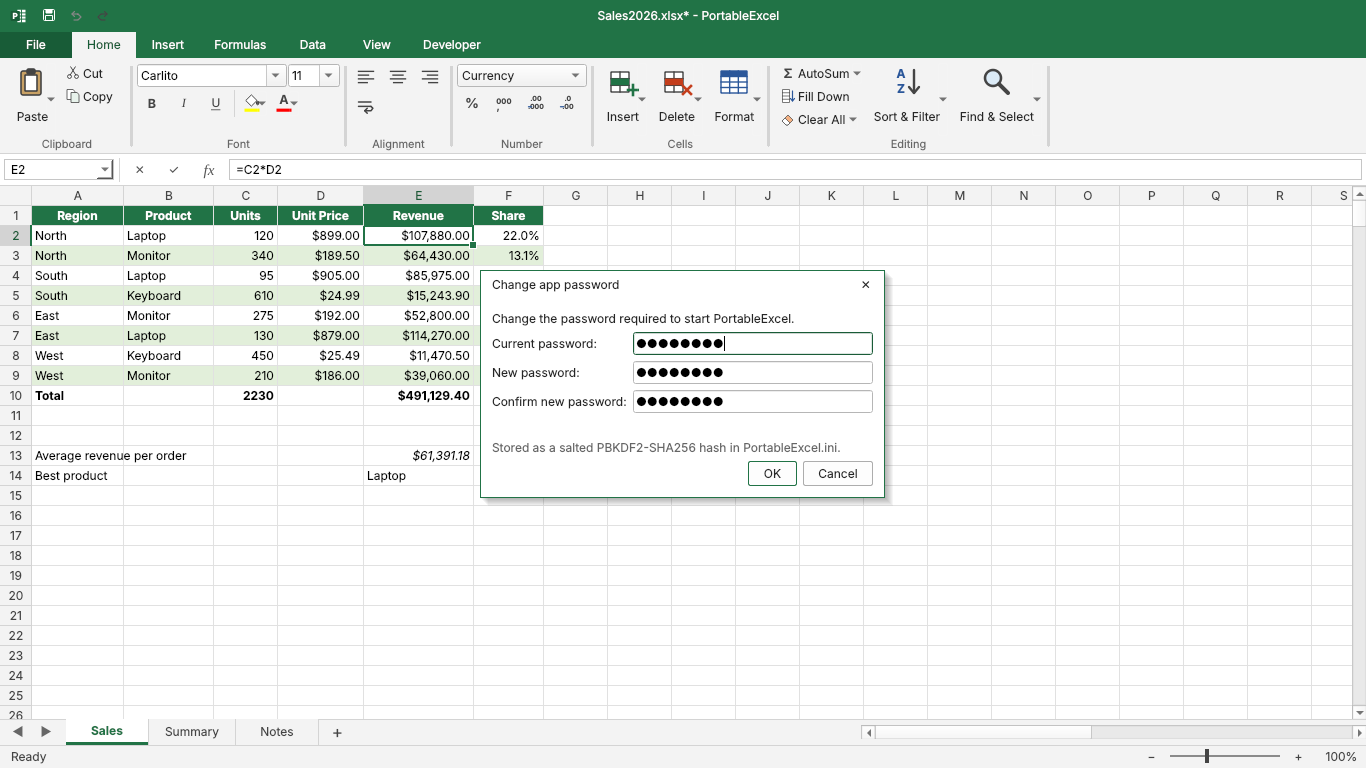 Sales2026.xlsx* - PortableExcel
File Home Insert Formulas Data View Developer
Paste Cut Copy Clipboard
Carlito 11 B I U A Font
Alignment
Currency % 000 .00 .000 .0 .00 Number
Insert Delete Format Cells
Σ AutoSum Fill Down Clear All A Z Sort & Filter Find & Select Editing
E2 fx =C2*D2
A B C D E F G H I J K L M N O P Q R S
1 Region Product Units Unit Price Revenue Share
2 North Laptop 120 $899.00 $107,880.00 22.0%
3 North Monitor 340 $189.50 $64,430.00 13.1%
4 South Laptop 95 $905.00 $85,975.00
5 South Keyboard 610 $24.99 $15,243.90
6 East Monitor 275 $192.00 $52,800.00
7 East Laptop 130 $879.00 $114,270.00
8 West Keyboard 450 $25.49 $11,470.50
9 West Monitor 210 $186.00 $39,060.00
10 Total 2230 $491,129.40
11
12
13 Average revenue per order $61,391.18
14 Best product Laptop
15
16
17
18
19
20
21
22
23
24
25
26
Change app password
Change the password required to start PortableExcel.
Current password: ●●●●●●●●
New password: ●●●●●●●●
Confirm new password: ●●●●●●●●
Stored as a salted PBKDF2-SHA256 hash in PortableExcel.ini.
OK Cancel
Sales Summary Notes +
Ready − + 100%